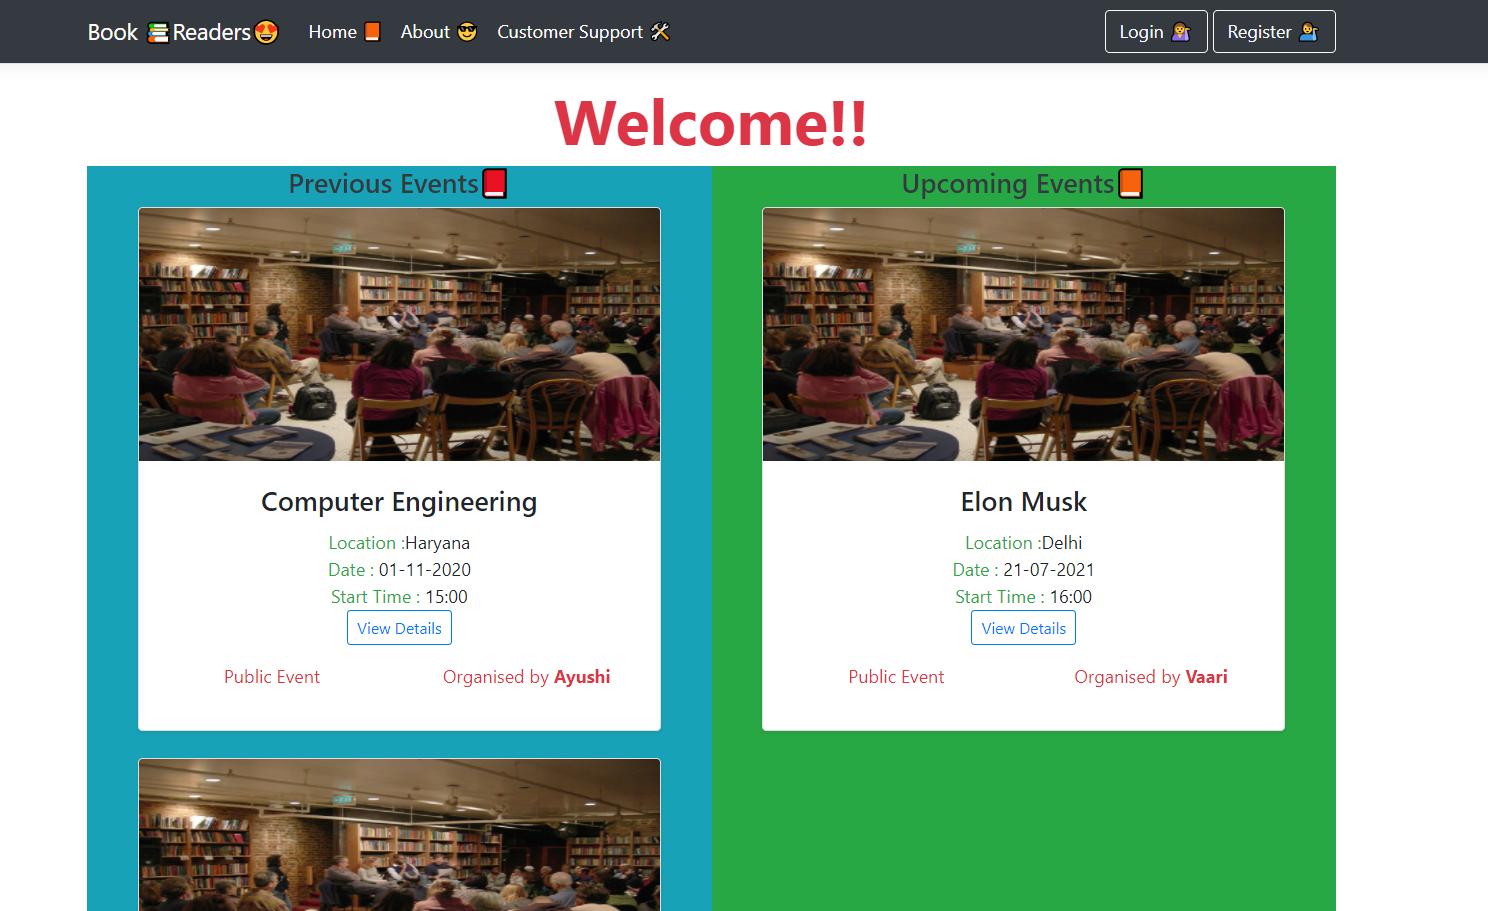 Book 📚Readers😍 Home 📙 About 😎 Customer Support 🛠 Login 💁 Register 💁
Welcome!!
Previous Events📕
Computer Engineering
Location :Haryana
Date : 01-11-2020
Start Time : 15:00
View Details
Public Event Organised by Ayushi
Upcoming Events📙
Elon Musk
Location :Delhi
Date : 21-07-2021
Start Time : 16:00
View Details
Public Event Organised by Vaari